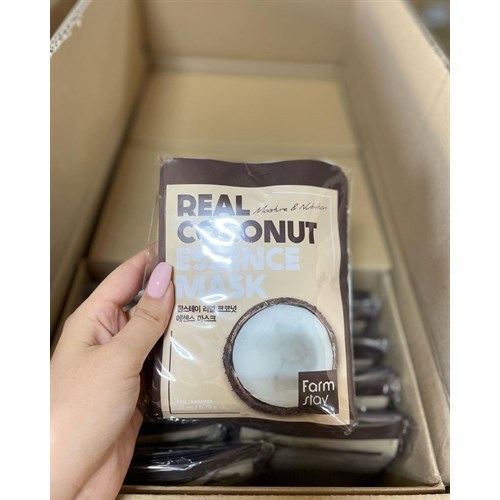 REAL
Moisture & Nutrition
COCONUT
ESSENCE
MASK
팜스테이 리얼 코코넛
에센스 마스크
Farm
stay